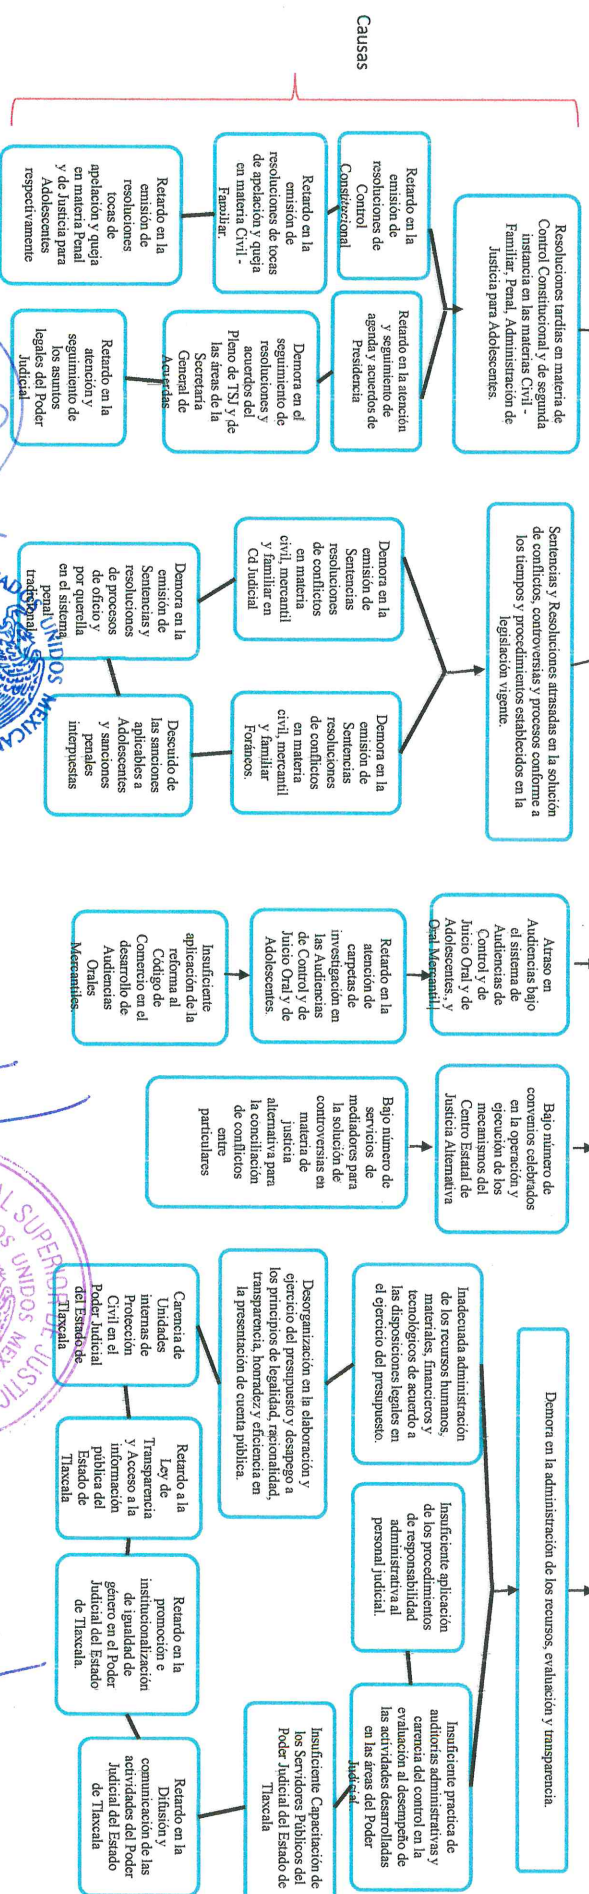 Causas
Resoluciones tardías en materia de
Control Constitucional y de segunda
instancia en las materias Civil -
Familiar, Penal, Administración de
Justicia para Adolescentes.
Retardo en la
emisión de
resoluciones de
Control
Constitucional
Retardo en la atención
y seguimiento de
agenda y acuerdos de
Presidencia
Retardo en la
emisión de
resoluciones de tocas
de apelación y queja
en materia Civil -
Familiar.
Demora en el
seguimiento de
resoluciones y
acuerdos del
Pleno de TSJ y de
las áreas de la
Secretaría
General de
Acuerdos
Retardo en la
emisión de
resoluciones
tocas de
apelación y queja
en materia Penal
y de Justicia para
Adolescentes
respectivamente
Retardo en la
atención y
seguimiento de
los asuntos
legales del Poder
Judicial
Sentencias y Resoluciones atrasadas en la solución
de conflictos, controversias y procesos conforme a
los tiempos y procedimientos establecidos en la
legislación vigente.
Demora en la
emisión de
Sentencias
resoluciones
de conflictos
en materia
civil, mercantil
y familiar en
Cd Judicial
Demora en la
emisión de
Sentencias
resoluciones
de conflictos
en materia
civil, mercantil
y familiar
Foráneos.
Demora en la
emisión de
Sentencias y
resoluciones
de procesos
de oficio y
por querella
en el sistema
penal
tradicional
Descuido de
las sanciones
aplicables a
Adolescentes
y sanciones
penales
interpuestas
Atraso en
Audiencias bajo
el sistema de
Audiencias de
Control y de
Juicio Oral y de
Adolescentes., y
Oral Mercantil.
Retardo en la
atención de
carpetas de
investigación en
las Audiencias
de Control y de
Juicio Oral y de
Adolescentes.
Insuficiente
aplicación de la
reforma al
Código de
Comercio en el
desarrollo de
Audiencias
Orales
Mercantiles.
Bajo número de
convenios celebrados
en la operación y
ejecución de los
mecanismos del
Centro Estatal de
Justicia Alternativa
Bajo número de
servicios de
mediadores para
la solución de
controversias en
materia de
justicia
alternativa para
la conciliación
de conflictos
entre
particulares
Demora en la administración de los recursos, evaluación y transparencia.
Inadecuada administración
de los recursos humanos,
materiales, financieros y
tecnológicos de acuerdo a
las disposiciones legales en
el ejercicio del presupuesto.
Insuficiente aplicación
de los procedimientos
de responsabilidad
administrativa al
personal judicial.
Insuficiente practica de
auditorías administrativas y
carencia del control en la
evaluación al desempeño de
las actividades desarrolladas
en las áreas del Poder
Judicial
Desorganización en la elaboración y
ejercicio del presupuesto y desapego a
los principios de legalidad, racionalidad,
transparencia, honradez y eficiencia en
la presentación de cuenta pública.
Insuficiente Capacitación de
los Servidores Públicos del
Poder Judicial del Estado de
Tlaxcala
Carencia de
Unidades
internas de
Protección
Civil en el
Poder Judicial
del Estado de
Tlaxcala
Retardo a la
Ley de
Transparencia
y Acceso a la
información
pública del
Estado de
Tlaxcala
Retardo en la
promoción e
institucionalización
de igualdad de
género en el Poder
Judicial del Estado
de Tlaxcala.
Retardo en la
Difusión y
comunicación de las
actividades del Poder
Judicial del Estado
de Tlaxcala
UNIDOS MEXICA
SUPERIOR DE JUSTIC
OS UNIDOS MEX